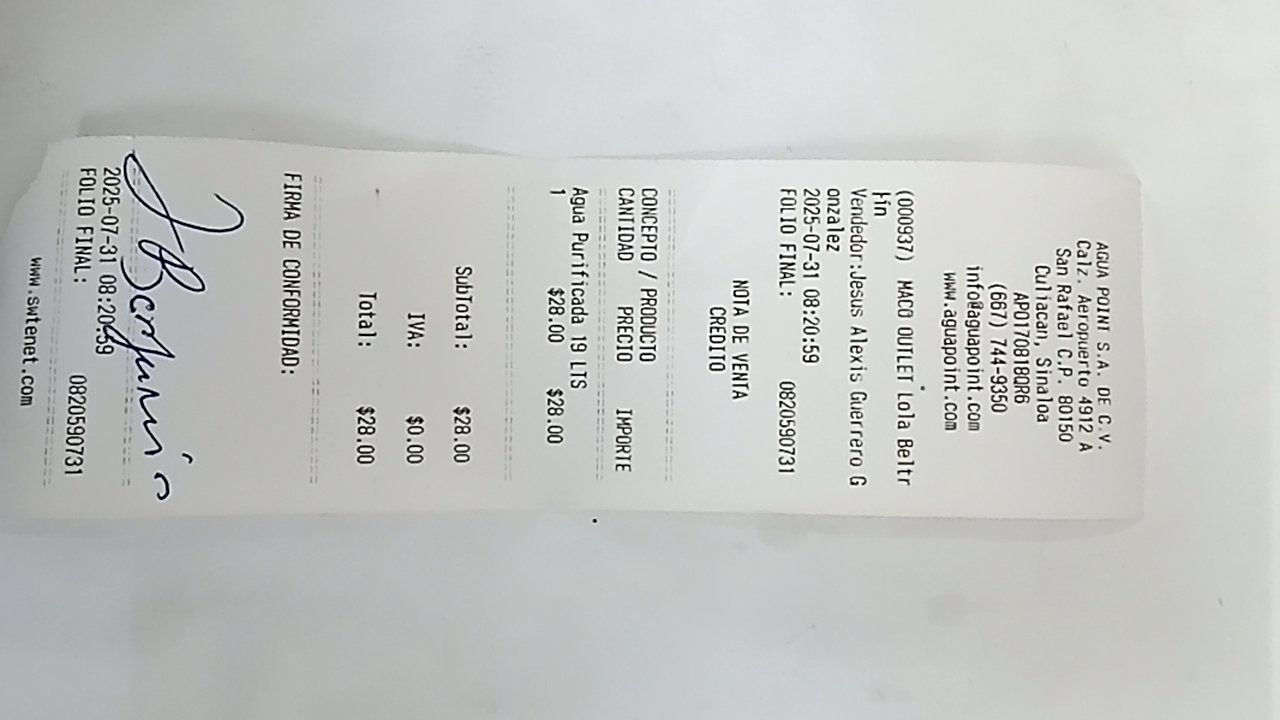 AGUA POINT S.A. DE C.V.
Calz. Aeropuerto 4912 A
San Rafael C.P. 80150
Culiacan, Sinaloa
APO170818QR6
(667) 744-9350
info@aguapoint.com
www.aguapoint.com
(000937) MACO OUTLET Lola Beltr
Fin
Vendedor:Jesus Alexis Guerrero G
onzalez
2025-07-31 08:20:59
FOLIO FINAL: 0820590731
NOTA DE VENTA
CREDITO
CONCEPTO / PRODUCTO
CANTIDAD PRECIO IMPORTE
Agua Purificada 19 LTS
1 $28.00 $28.00
SubTotal: $28.00
IVA: $0.00
Total: $28.00
FIRMA DE CONFORMIDAD:
2025-07-31 08:20:59
FOLIO FINAL: 0820590731
www.swtenet.com